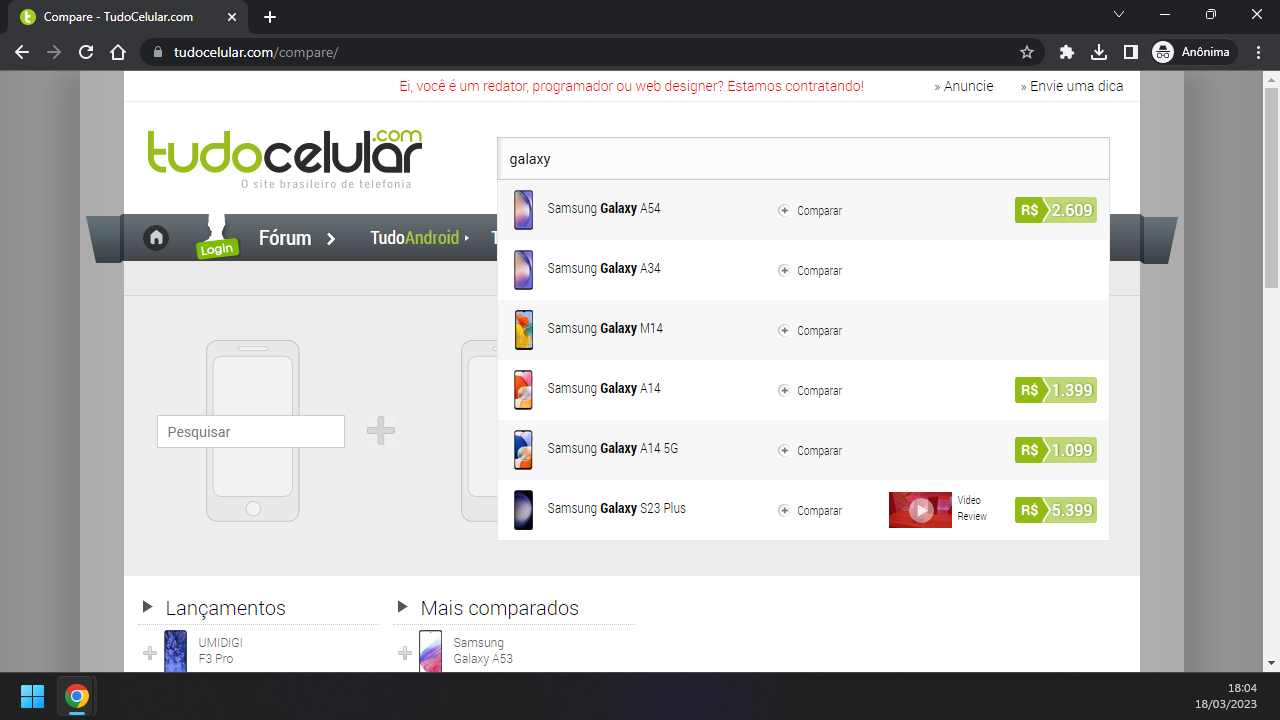 Compare - TudoCelular.com
tudocelular.com/compare/
Anônima
Ei, você é um redator, programador ou web designer? Estamos contratando!
» Anuncie
» Envie uma dica
tudocelular.com
O site brasileiro de telefonia
galaxy
Samsung Galaxy A54
Comparar
R$ 2.609
Login
Fórum
TudoAndroid
Samsung Galaxy A34
Comparar
Samsung Galaxy M14
Comparar
Samsung Galaxy A14
Comparar
R$ 1.399
Pesquisar
Samsung Galaxy A14 5G
Comparar
R$ 1.099
Samsung Galaxy S23 Plus
Comparar
Video
Review
R$ 5.399
Lançamentos
Mais comparados
UMIDIGI
F3 Pro
Samsung
Galaxy A53
18:04
18/03/2023